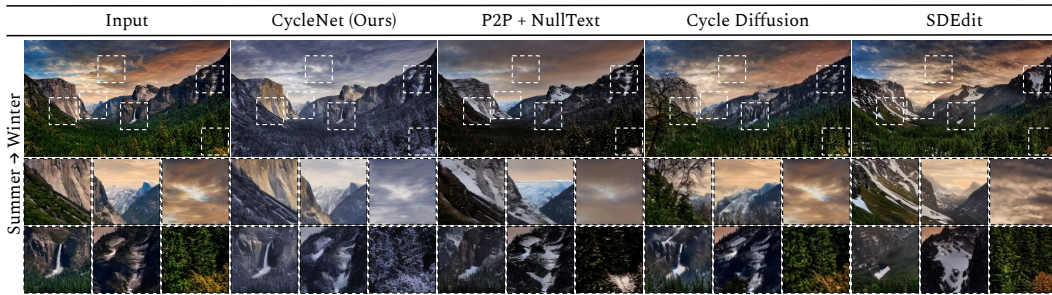 Input
CycleNet (Ours)
P2P + NullText
Cycle Diffusion
SDEdit
Summer → Winter